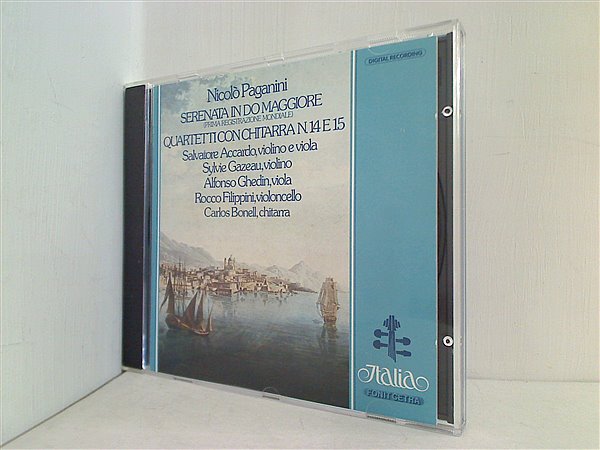 DIGITAL RECORDING
Nicolò Paganini
SERENATA IN DO MAGGIORE
(PRIMA REGISTRAZIONE MONDIALE)
QUARTETTI CON CHITARRA N. 14 E 15
Salvatore Accardo, violino e viola
Sylvie Gazeau, violino
Alfonso Ghedin, viola
Rocco Filippini, violoncello
Carlos Bonell, chitarra
Italia
FONIT CETRA